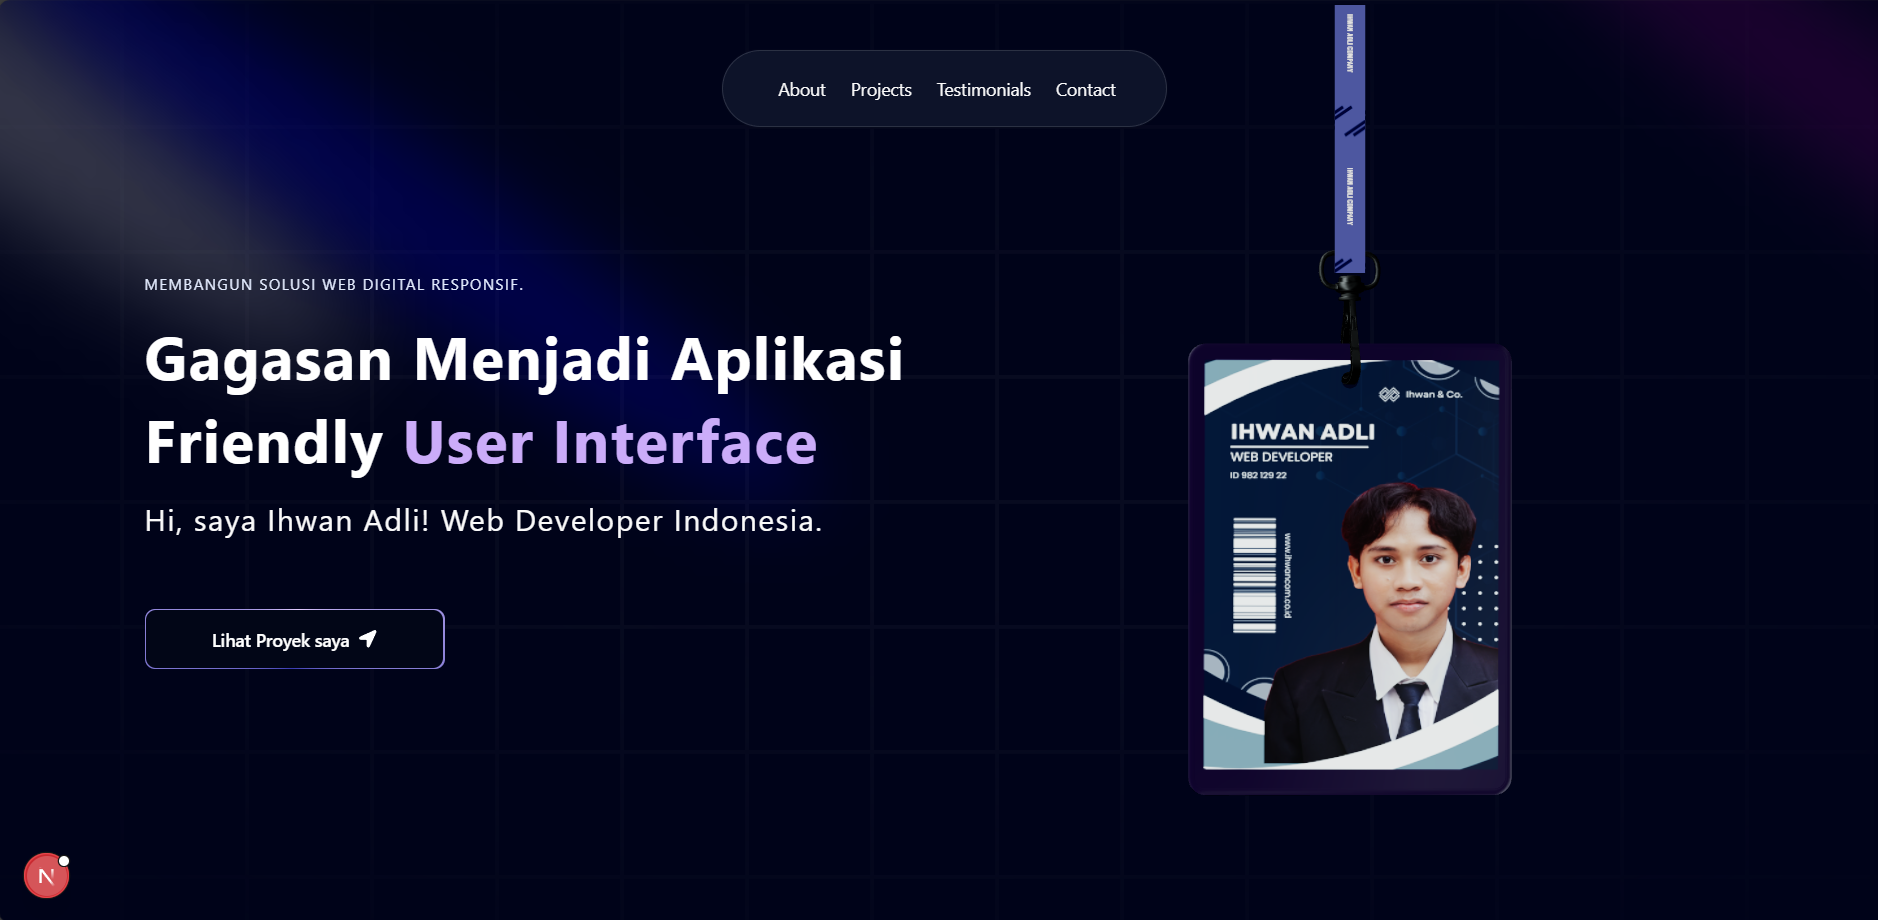 About Projects Testimonials Contact
IHWAN ADLI COMPANY
IHWAN ADLI COMPANY
MEMBANGUN SOLUSI WEB DIGITAL RESPONSIF.
Gagasan Menjadi Aplikasi
Friendly User Interface
Hi, saya Ihwan Adli! Web Developer Indonesia.
Lihat Proyek saya
Ihwan & Co.
IHWAN ADLI
WEB DEVELOPER
ID 982 129 22
www.ihwancom.co.id
N